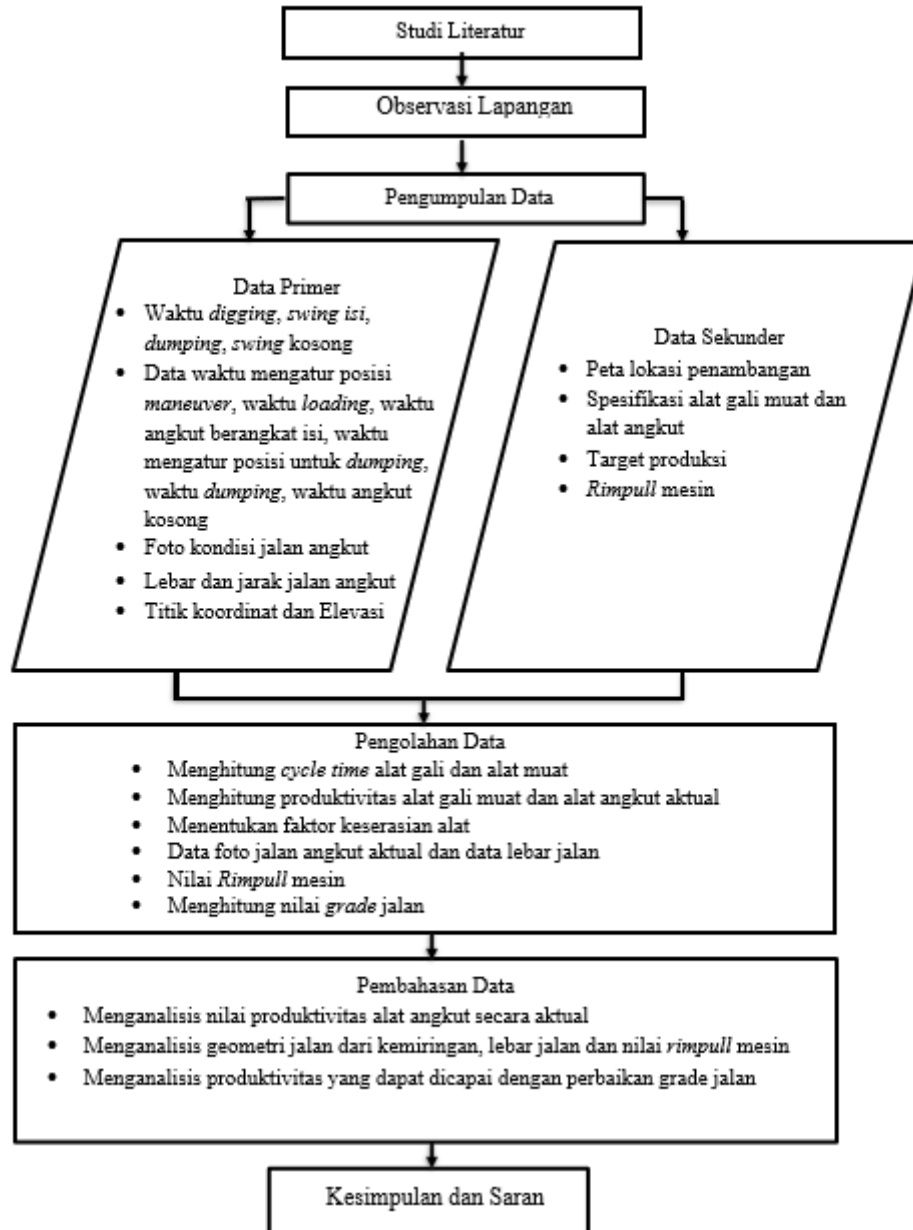 Studi Literatur
Observasi Lapangan
Pengumpulan Data
Data Primer
• Waktu digging, swing isi,
dumping, swing kosong
• Data waktu mengatur posisi
maneuver, waktu loading, waktu
angkut berangkat isi, waktu
mengatur posisi untuk dumping,
waktu dumping, waktu angkut
kosong
• Foto kondisi jalan angkut
• Lebar dan jarak jalan angkut
• Titik koordinat dan Elevasi
Data Sekunder
• Peta lokasi penambangan
• Spesifikasi alat gali muat dan
alat angkut
• Target produksi
• Rimpull mesin
Pengolahan Data
• Menghitung cycle time alat gali dan alat muat
• Menghitung produktivitas alat gali muat dan alat angkut aktual
• Menentukan faktor keserasian alat
• Data foto jalan angkut aktual dan data lebar jalan
• Nilai Rimpull mesin
• Menghitung nilai grade jalan
Pembahasan Data
• Menganalisis nilai produktivitas alat angkut secara aktual
• Menganalisis geometri jalan dari kemiringan, lebar jalan dan nilai rimpull mesin
• Menganalisis produktivitas yang dapat dicapai dengan perbaikan grade jalan
Kesimpulan dan Saran